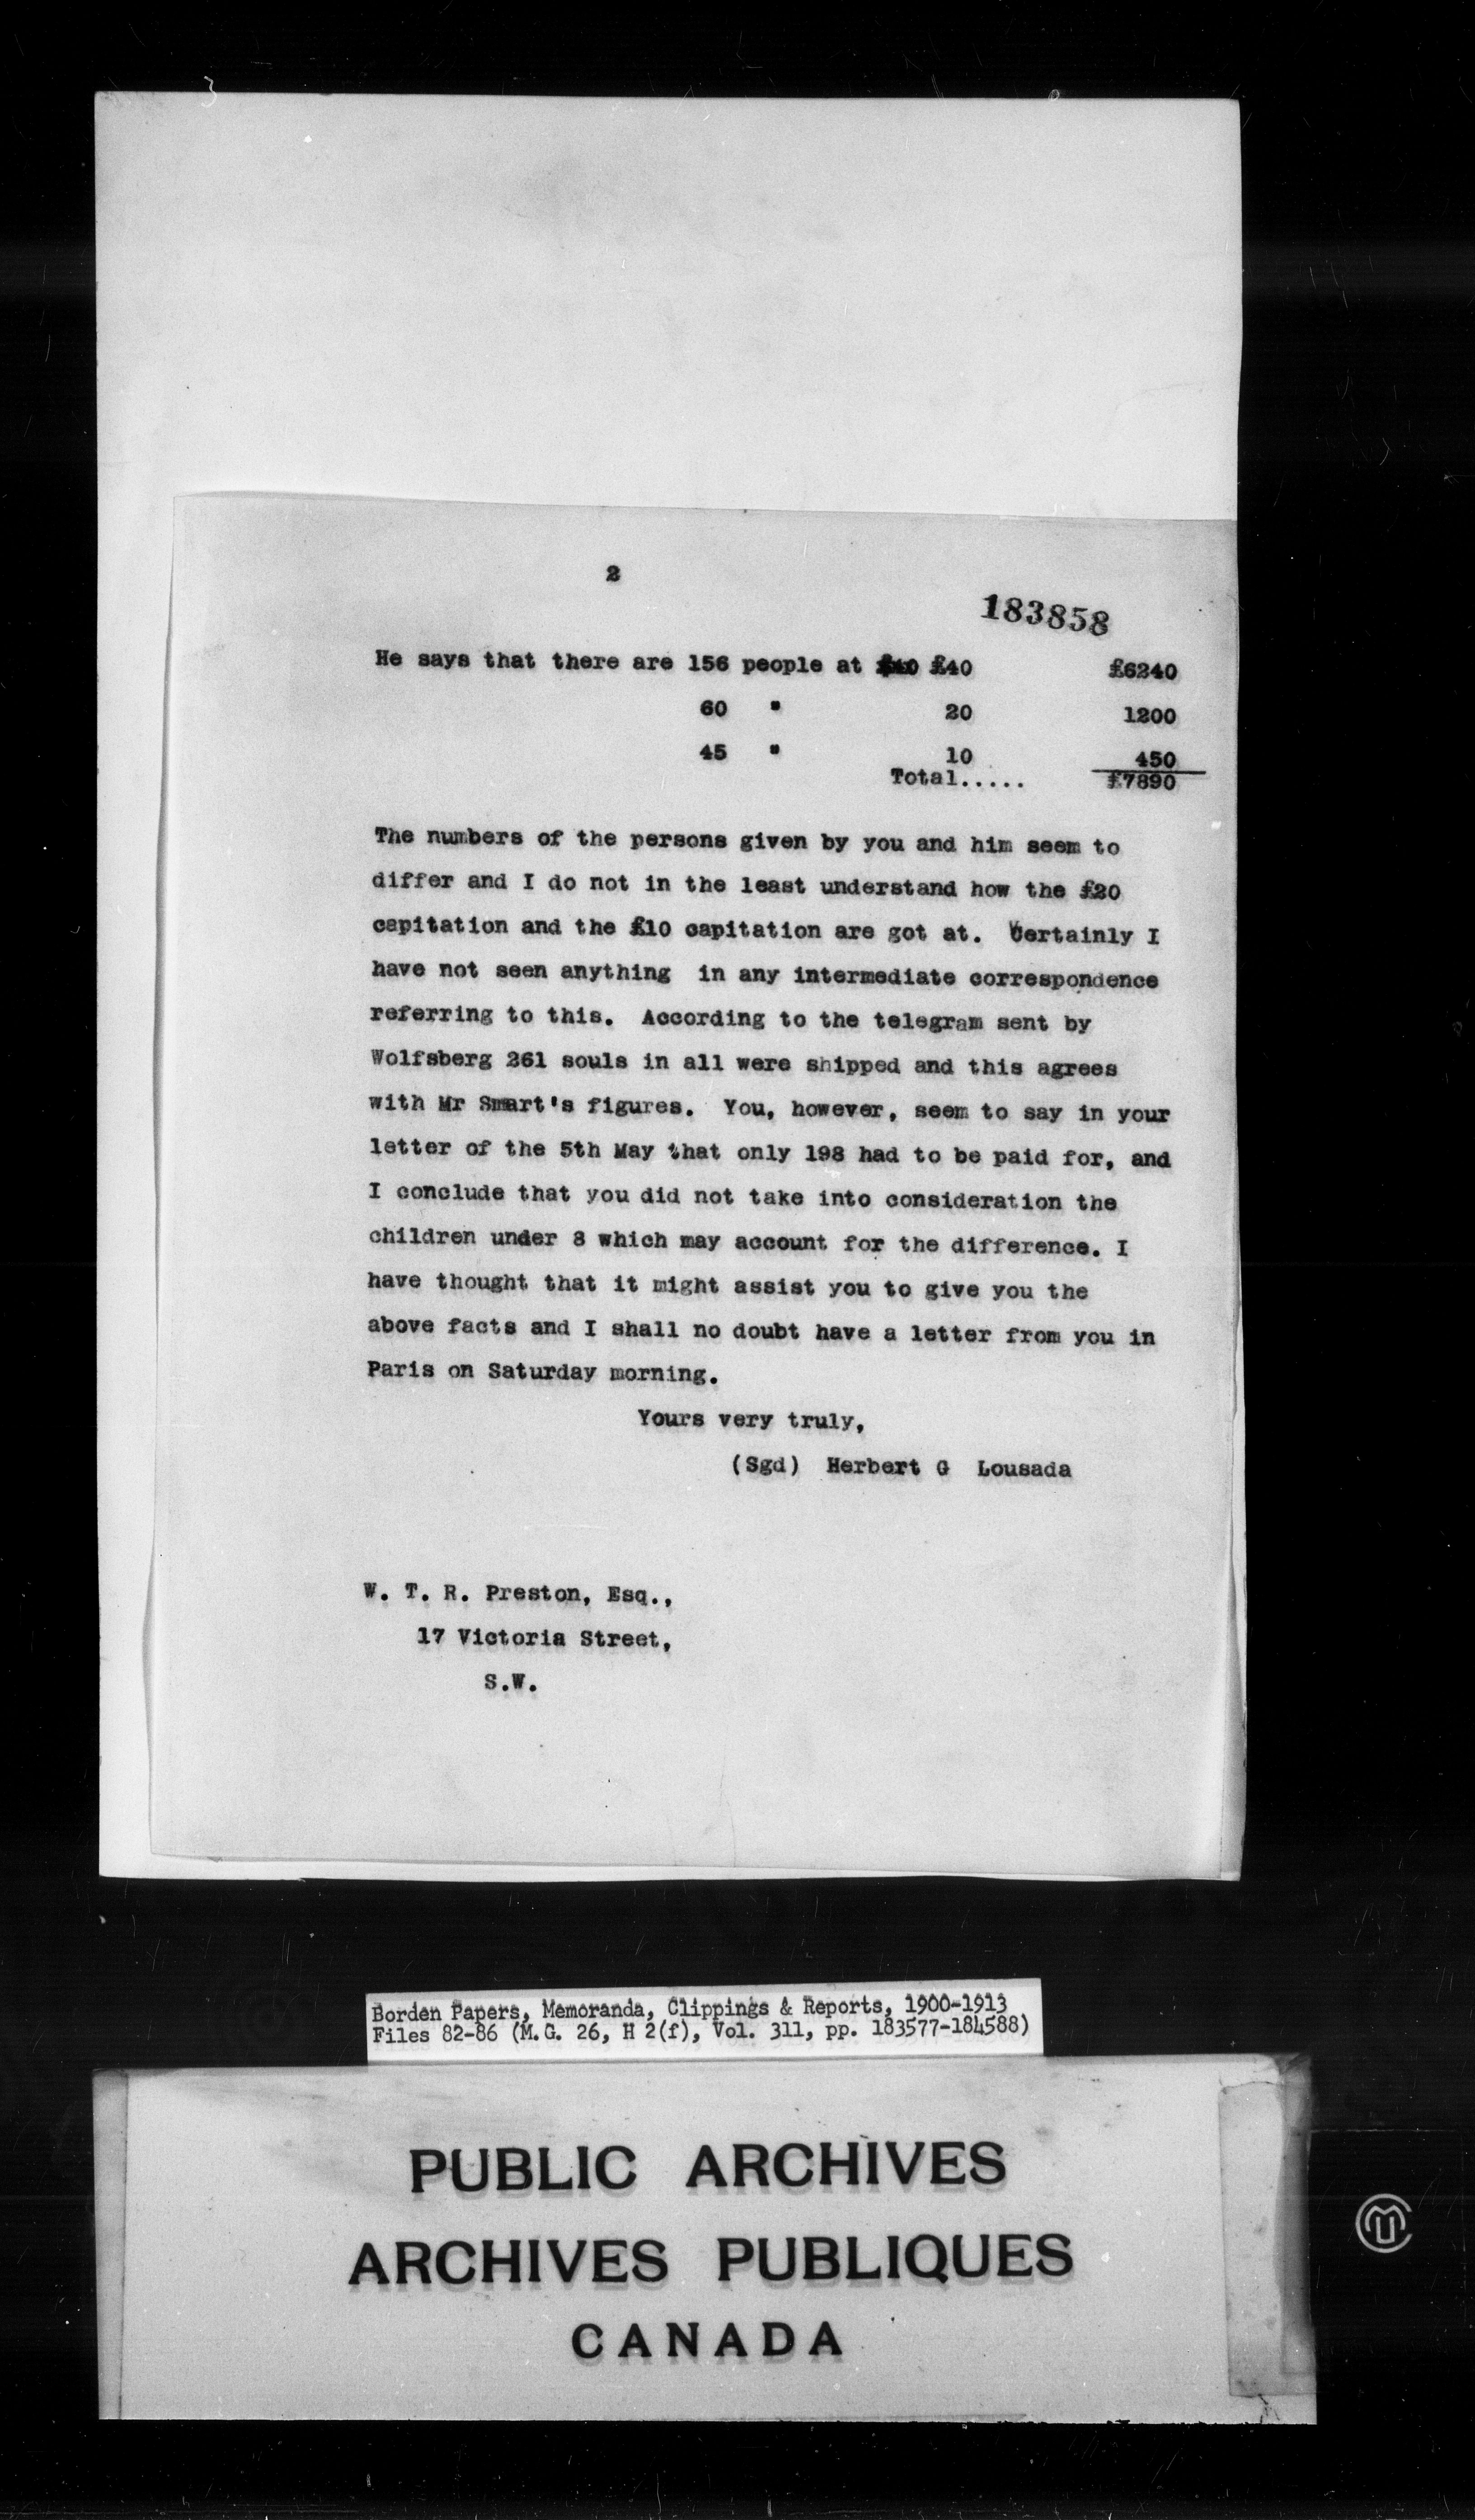 2
183858
He says that there are 156 people at £40 £6240
60 " 20 1200
45 " 10 450
Total..... £7890
The numbers of the persons given by you and him seem to
differ and I do not in the least understand how the £20
capitation and the £10 capitation are got at. Certainly I
have not seen anything in any intermediate correspondence
referring to this. According to the telegram sent by
Wolfsberg 261 souls in all were shipped and this agrees
with Mr Smart's figures. You, however, seem to say in your
letter of the 5th May that only 198 had to be paid for, and
I conclude that you did not take into consideration the
children under 8 which may account for the difference. I
have thought that it might assist you to give you the
above facts and I shall no doubt have a letter from you in
Paris on Saturday morning.
Yours very truly,
(Sgd) Herbert G Lousada
W. T. R. Preston, Esq.,
17 Victoria Street,
S.W.
Borden Papers, Memoranda, Clippings & Reports, 1900-1913
Files 82-86 (M.G. 26, H 2(f), Vol. 311, pp. 183577-184588)
PUBLIC ARCHIVES
ARCHIVES PUBLIQUES
CANADA